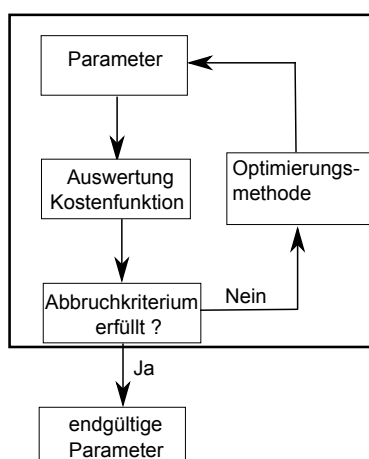 Parameter
Auswertung
Kostenfunktion
Optimierungs-
methode
Abbruchkriterium
erfüllt ?
Nein
Ja
endgültige
Parameter